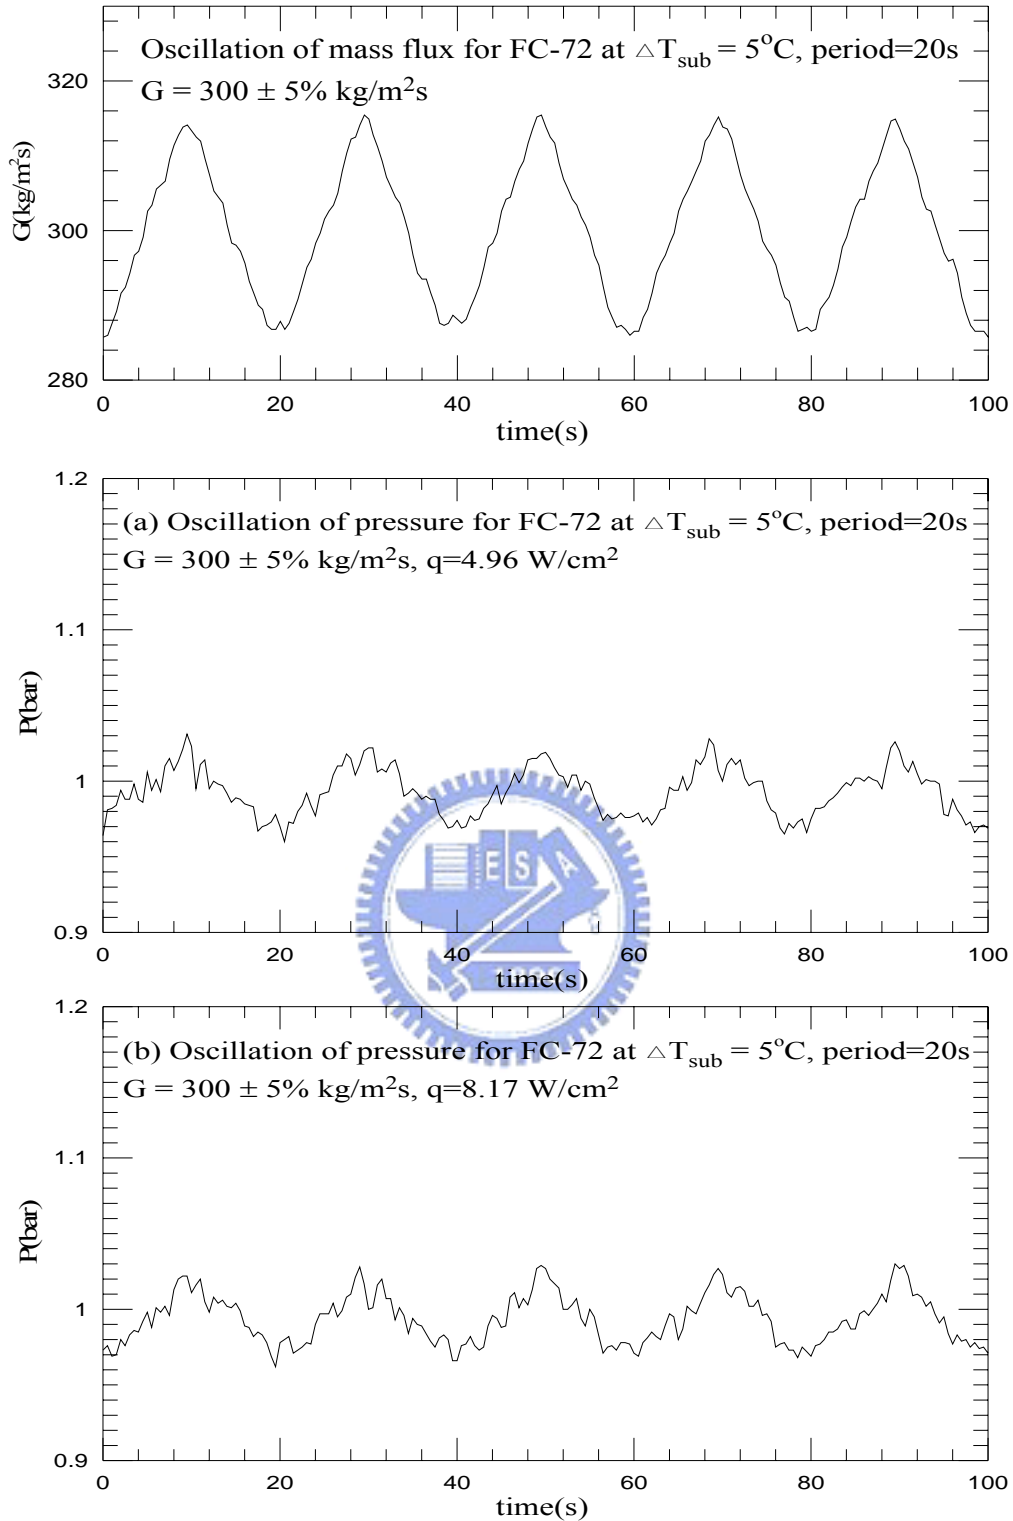 Oscillation of mass flux for FC-72 at △Tsub = 5°C, period=20s
G = 300 ± 5% kg/m²s
320
300
280
G(kg/m²s)
0 20 40 60 80 100
time(s)
1.2
(a) Oscillation of pressure for FC-72 at △Tsub = 5°C, period=20s
G = 300 ± 5% kg/m²s, q=4.96 W/cm²
1.1
1
0.9
P(bar)
E S A
0 20 40 60 80 100
time(s)
1.2
(b) Oscillation of pressure for FC-72 at △Tsub = 5°C, period=20s
G = 300 ± 5% kg/m²s, q=8.17 W/cm²
1.1
1
0.9
P(bar)
0 20 40 60 80 100
time(s)